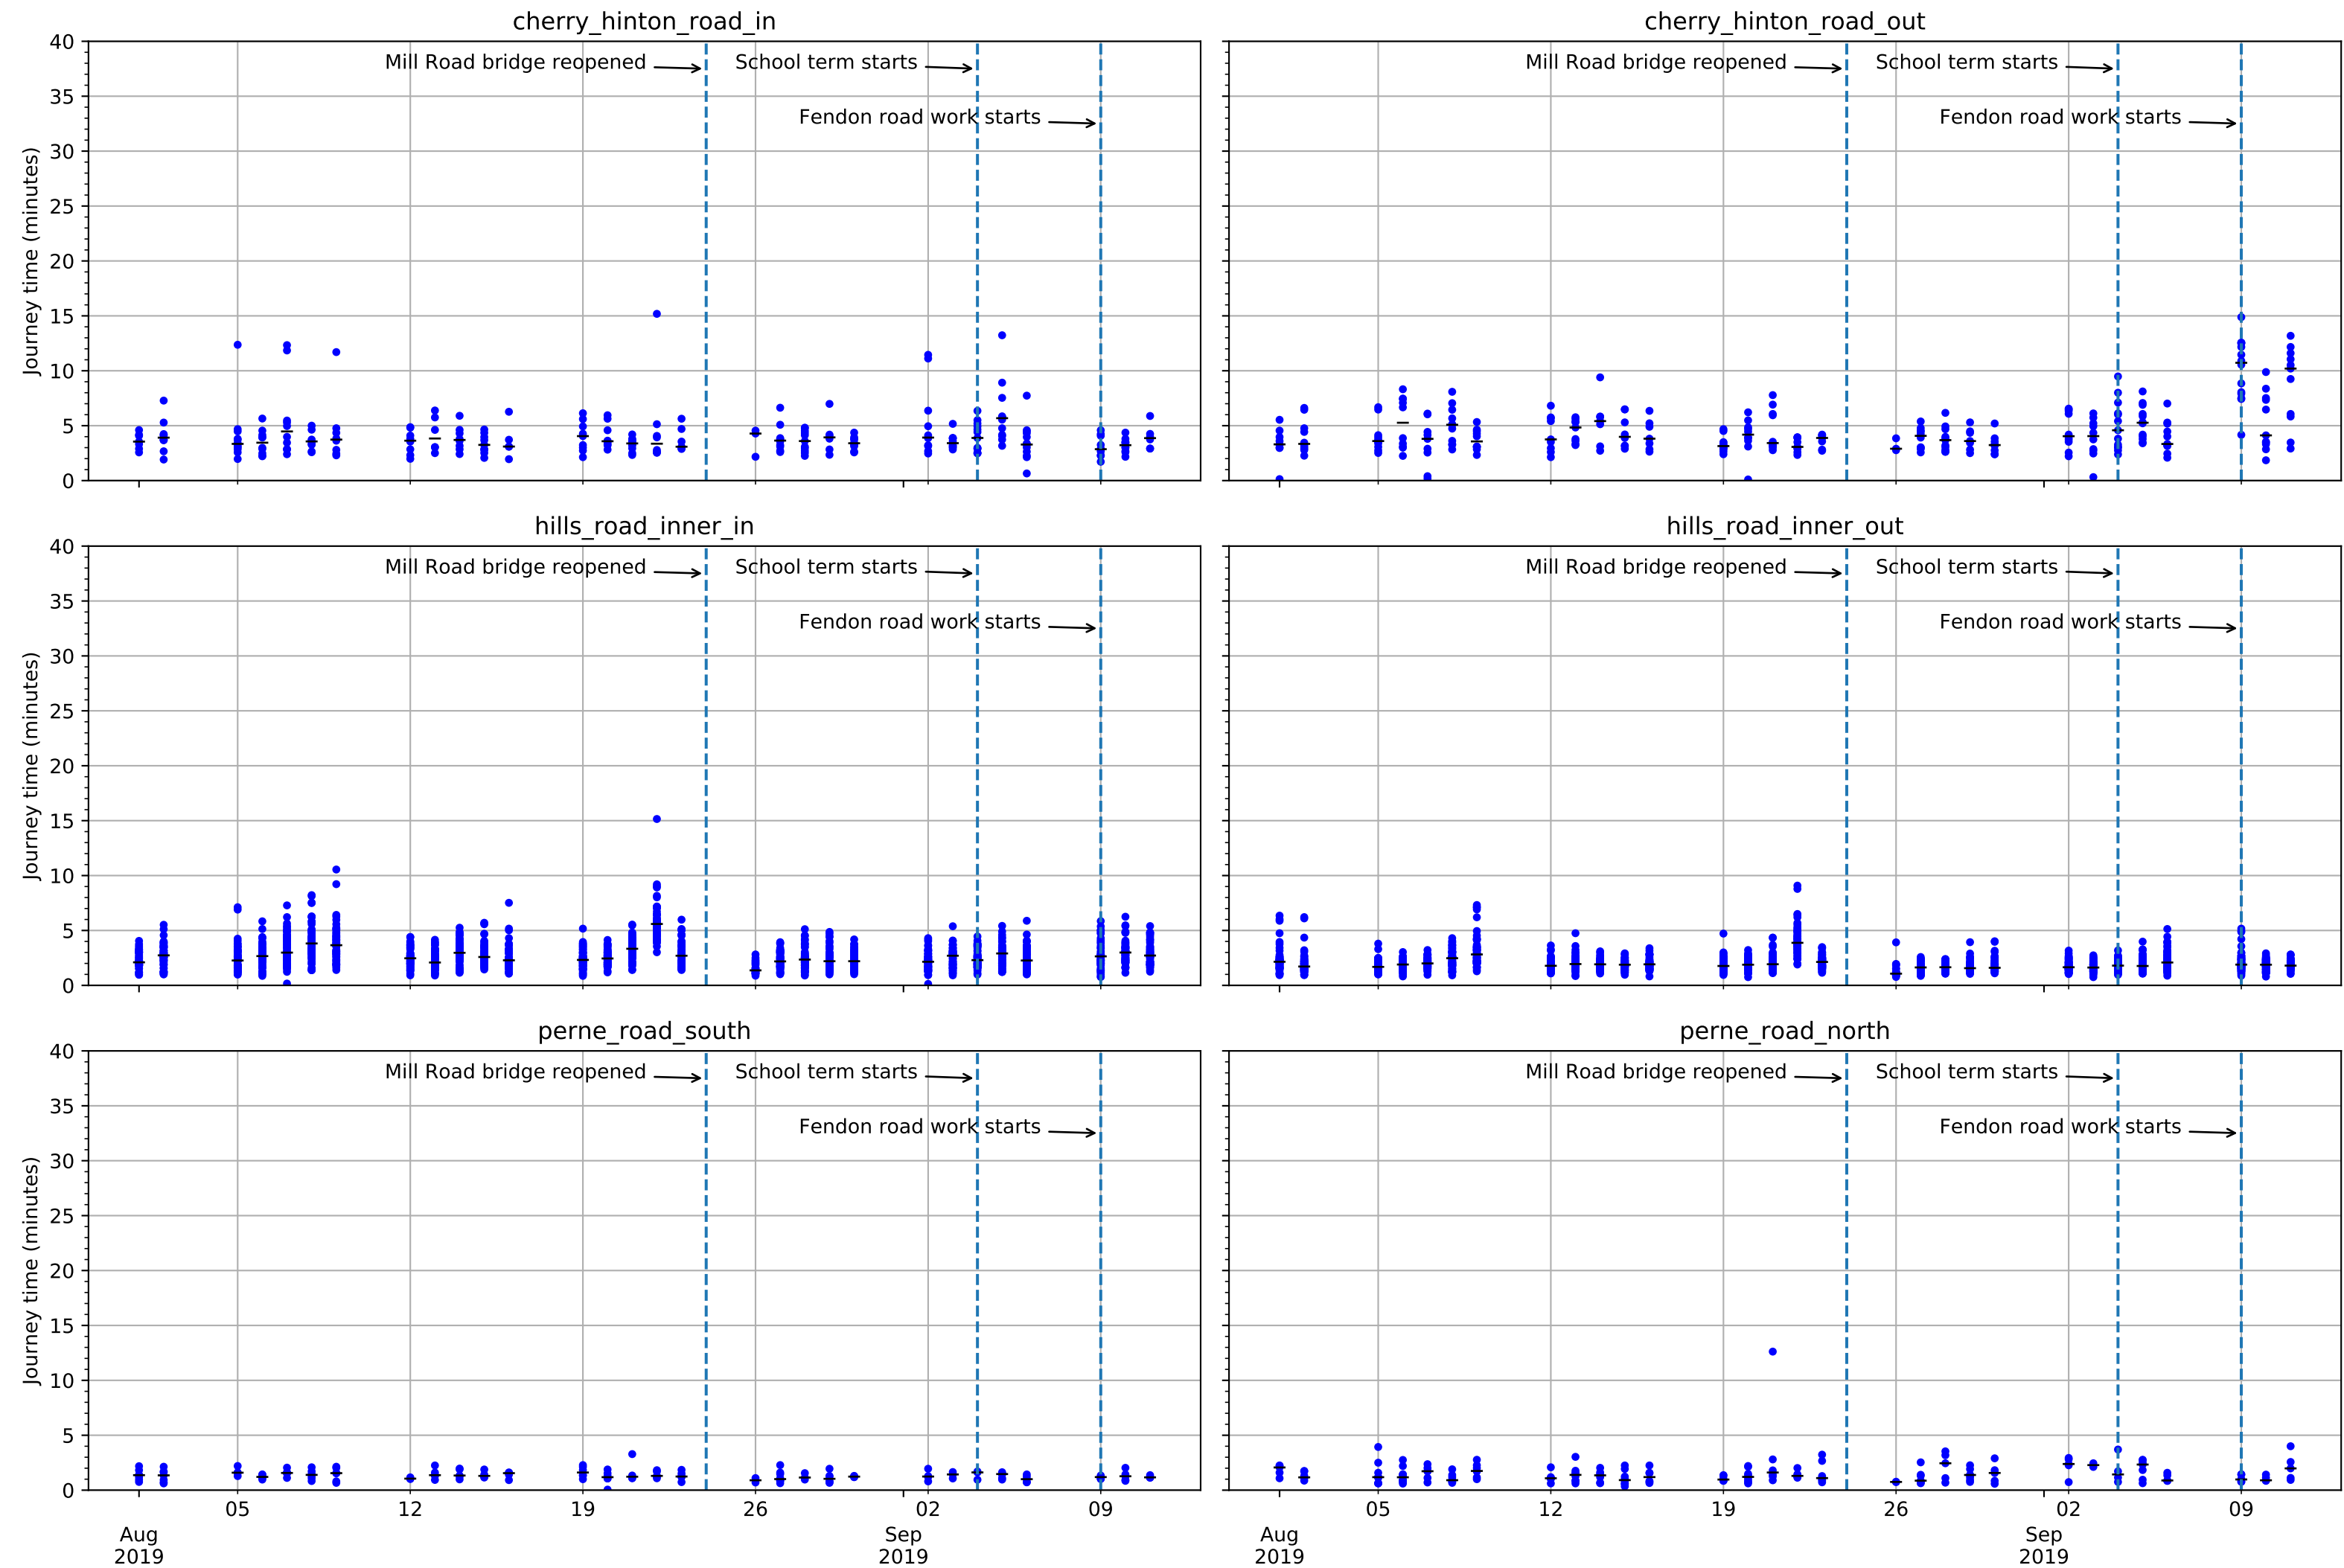 cherry_hinton_road_in
cherry_hinton_road_out
40
35
30
25
20
15
10
5
0
Journey time (minutes)
Mill Road bridge reopened
School term starts
Fendon road work starts
Mill Road bridge reopened
School term starts
Fendon road work starts
hills_road_inner_in
hills_road_inner_out
40
35
30
25
20
15
10
5
0
Journey time (minutes)
Mill Road bridge reopened
School term starts
Fendon road work starts
Mill Road bridge reopened
School term starts
Fendon road work starts
perne_road_south
perne_road_north
40
35
30
25
20
15
10
5
0
Journey time (minutes)
Mill Road bridge reopened
School term starts
Fendon road work starts
Mill Road bridge reopened
School term starts
Fendon road work starts
05 12 19 26 02 09
Aug Sep
2019 2019
05 12 19 26 02 09
Aug Sep
2019 2019